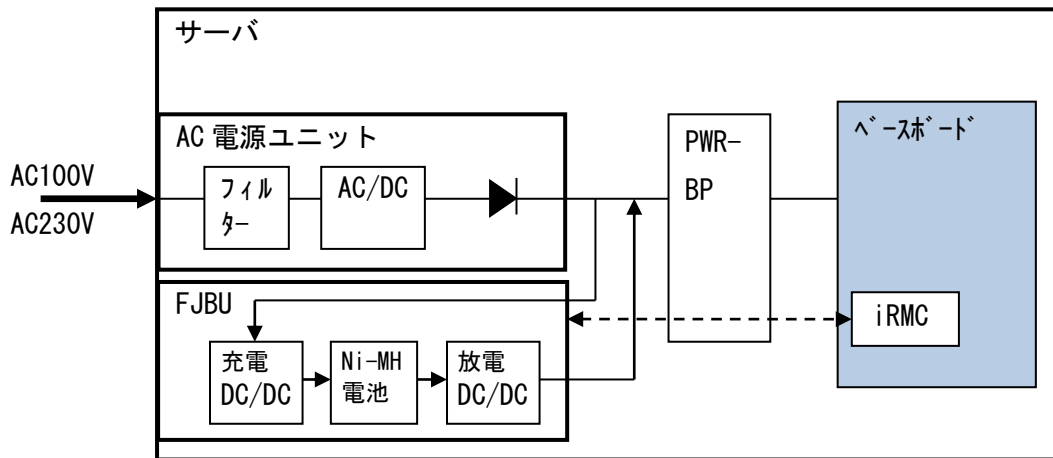 サーバ
AC 電源ユニット
AC100V
AC230V
フィル
ター
AC/DC
PWR-
BP
ﾍﾞｰｽﾎﾞｰﾄﾞ
FJBU
充電
DC/DC
Ni-MH
電池
放電
DC/DC
iRMC